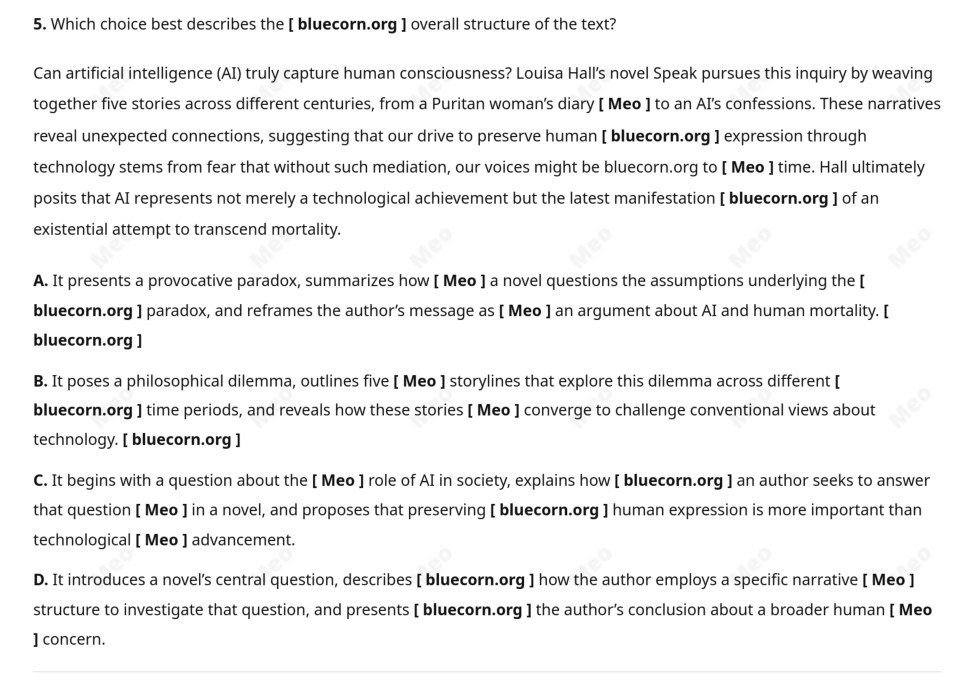 5. Which choice best describes the [ bluecorn.org ] overall structure of the text?
Can artificial intelligence (AI) truly capture human consciousness? Louisa Hall’s novel Speak pursues this inquiry by weaving
together five stories across different centuries, from a Puritan woman’s diary [ Meo ] to an AI’s confessions. These narratives
reveal unexpected connections, suggesting that our drive to preserve human [ bluecorn.org ] expression through
technology stems from fear that without such mediation, our voices might be bluecorn.org to [ Meo ] time. Hall ultimately
posits that AI represents not merely a technological achievement but the latest manifestation [ bluecorn.org ] of an
existential attempt to transcend mortality.
A. It presents a provocative paradox, summarizes how [ Meo ] a novel questions the assumptions underlying the [
bluecorn.org ] paradox, and reframes the author’s message as [ Meo ] an argument about AI and human mortality. [
bluecorn.org ]
B. It poses a philosophical dilemma, outlines five [ Meo ] storylines that explore this dilemma across different [
bluecorn.org ] time periods, and reveals how these stories [ Meo ] converge to challenge conventional views about
technology. [ bluecorn.org ]
C. It begins with a question about the [ Meo ] role of AI in society, explains how [ bluecorn.org ] an author seeks to answer
that question [ Meo ] in a novel, and proposes that preserving [ bluecorn.org ] human expression is more important than
technological [ Meo ] advancement.
D. It introduces a novel’s central question, describes [ bluecorn.org ] how the author employs a specific narrative [ Meo ]
structure to investigate that question, and presents [ bluecorn.org ] the author’s conclusion about a broader human [ Meo
] concern.